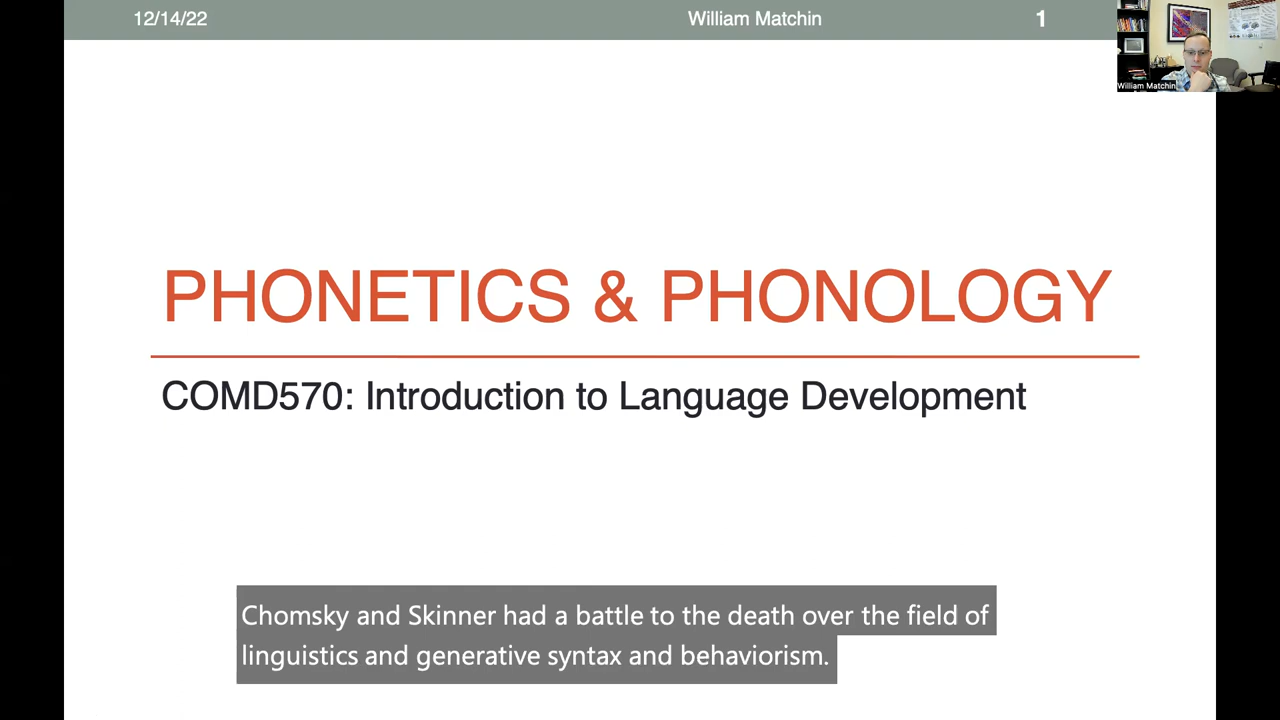 12/14/22
William Matchin
1
William Matchin
PHONETICS & PHONOLOGY
COMD570: Introduction to Language Development
Chomsky and Skinner had a battle to the death over the field of
linguistics and generative syntax and behaviorism.